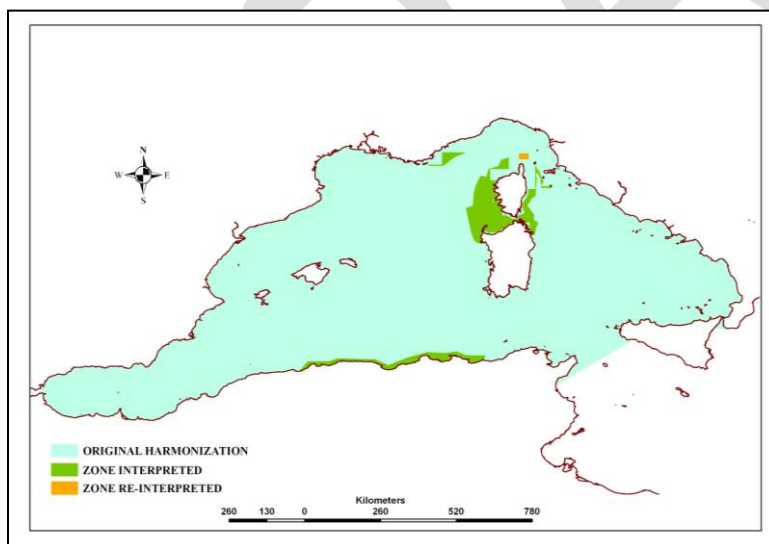 N
W E
S
ORIGINAL HARMONIZATION
ZONE INTERPRETED
ZONE RE-INTERPRETED
Kilometers
260 130 0 260 520 780